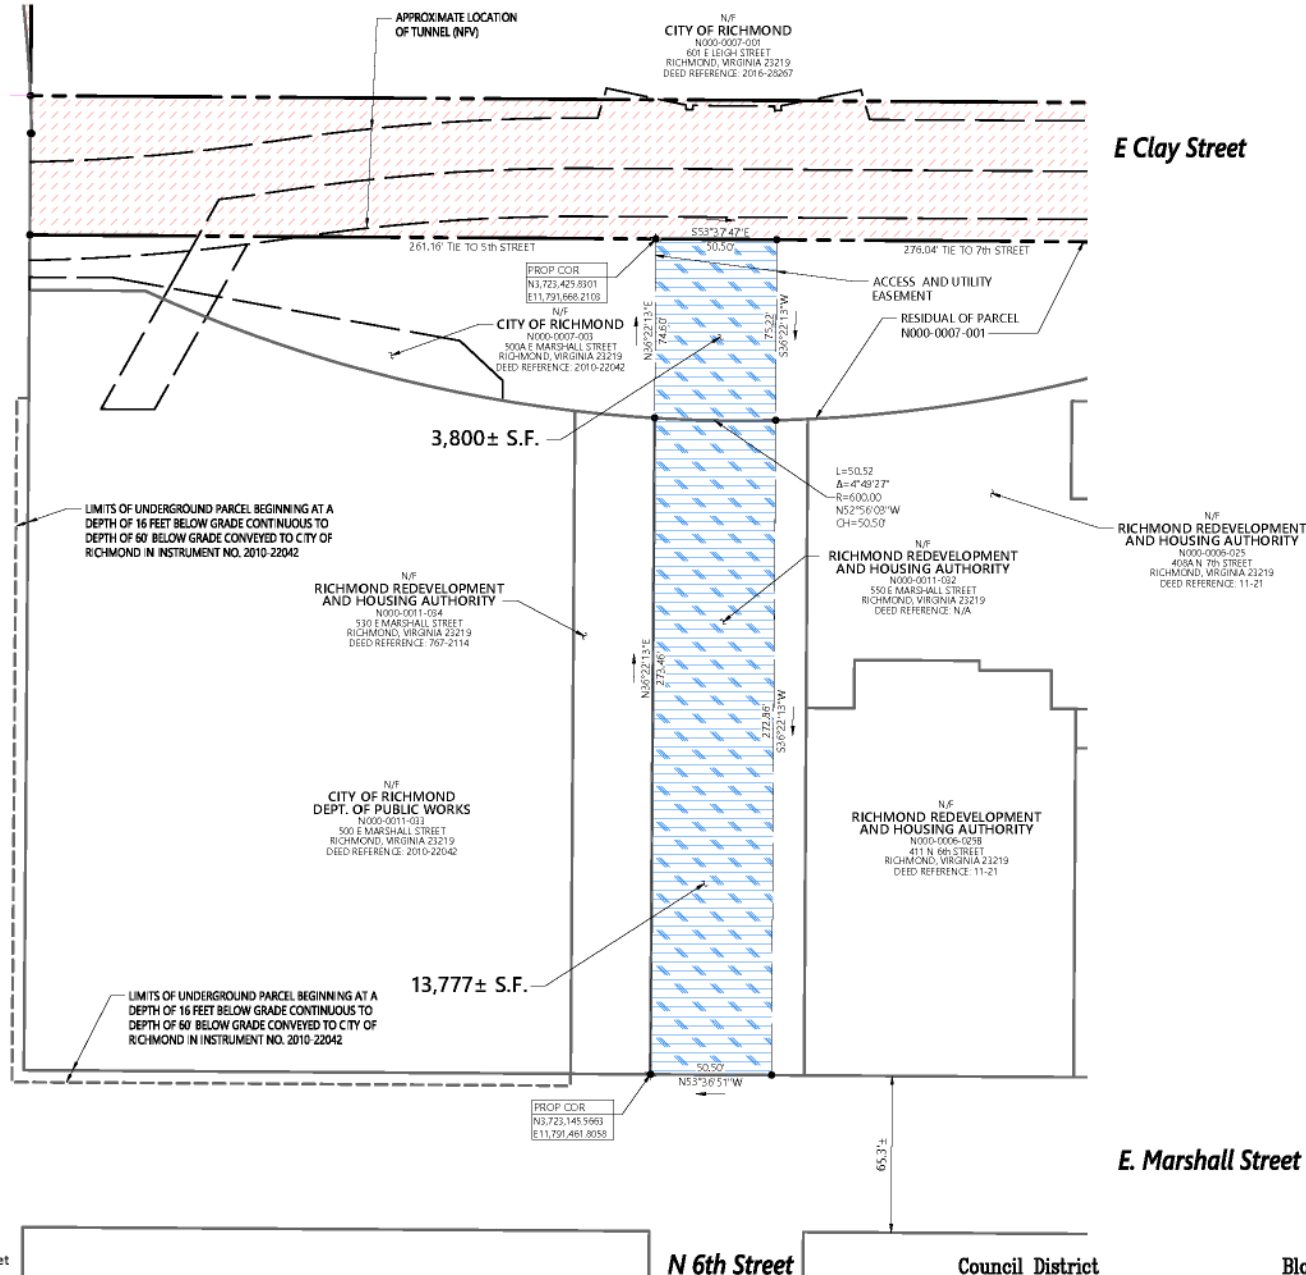 APPROXIMATE LOCATION
OF TUNNEL (NFV)
N/F
CITY OF RICHMOND
N000-0007-001
601 E LEIGH STREET
RICHMOND, VIRGINIA 23219
DEED REFERENCE: 2016-28267
E Clay Street
S53°37'47"E
50.50'
261.16' TIE TO 5th STREET
276.04' TIE TO 7th STREET
PROP COR
N3,723,425.8301
E11,791,668.2103
ACCESS AND UTILITY
EASEMENT
RESIDUAL OF PARCEL
N000-0007-001
N/F
CITY OF RICHMOND
N000-0007-003
500A E MARSHALL STREET
RICHMOND, VIRGINIA 23219
DEED REFERENCE: 2010-22042
N36°22'13"E
74.60'
75.22'
S36°22'13"W
3,800± S.F.
L=50.52
Δ=4°49'27"
R=600.00
N52°56'03"W
CH=50.50'
LIMITS OF UNDERGROUND PARCEL BEGINNING AT A
DEPTH OF 16 FEET BELOW GRADE CONTINUOUS TO
DEPTH OF 60' BELOW GRADE CONVEYED TO CITY OF
RICHMOND IN INSTRUMENT NO. 2010-22042
N/F
RICHMOND REDEVELOPMENT
AND HOUSING AUTHORITY
N000-0006-025
408A N 7th STREET
RICHMOND, VIRGINIA 23219
DEED REFERENCE: 11-21
N/F
RICHMOND REDEVELOPMENT
AND HOUSING AUTHORITY
N000-0011-032
550 E MARSHALL STREET
RICHMOND, VIRGINIA 23219
DEED REFERENCE: N/A
N/F
RICHMOND REDEVELOPMENT
AND HOUSING AUTHORITY
N000-0011-034
530 E MARSHALL STREET
RICHMOND, VIRGINIA 23219
DEED REFERENCE: 767-2114
N36°22'13"E
273.46'
272.86'
S36°22'13"W
N/F
CITY OF RICHMOND
DEPT. OF PUBLIC WORKS
N000-0011-033
500 E MARSHALL STREET
RICHMOND, VIRGINIA 23219
DEED REFERENCE: 2010-22042
N/F
RICHMOND REDEVELOPMENT
AND HOUSING AUTHORITY
N000-0006-025B
411 N 6th STREET
RICHMOND, VIRGINIA 23219
DEED REFERENCE: 11-21
13,777± S.F.
LIMITS OF UNDERGROUND PARCEL BEGINNING AT A
DEPTH OF 16 FEET BELOW GRADE CONTINUOUS TO
DEPTH OF 60' BELOW GRADE CONVEYED TO CITY OF
RICHMOND IN INSTRUMENT NO. 2010-22042
50.50'
N53°36'51"W
PROP COR
N3,723,145.5663
E11,791,461.8058
65.3'±
E. Marshall Street
et
N 6th Street
Council District
Blo